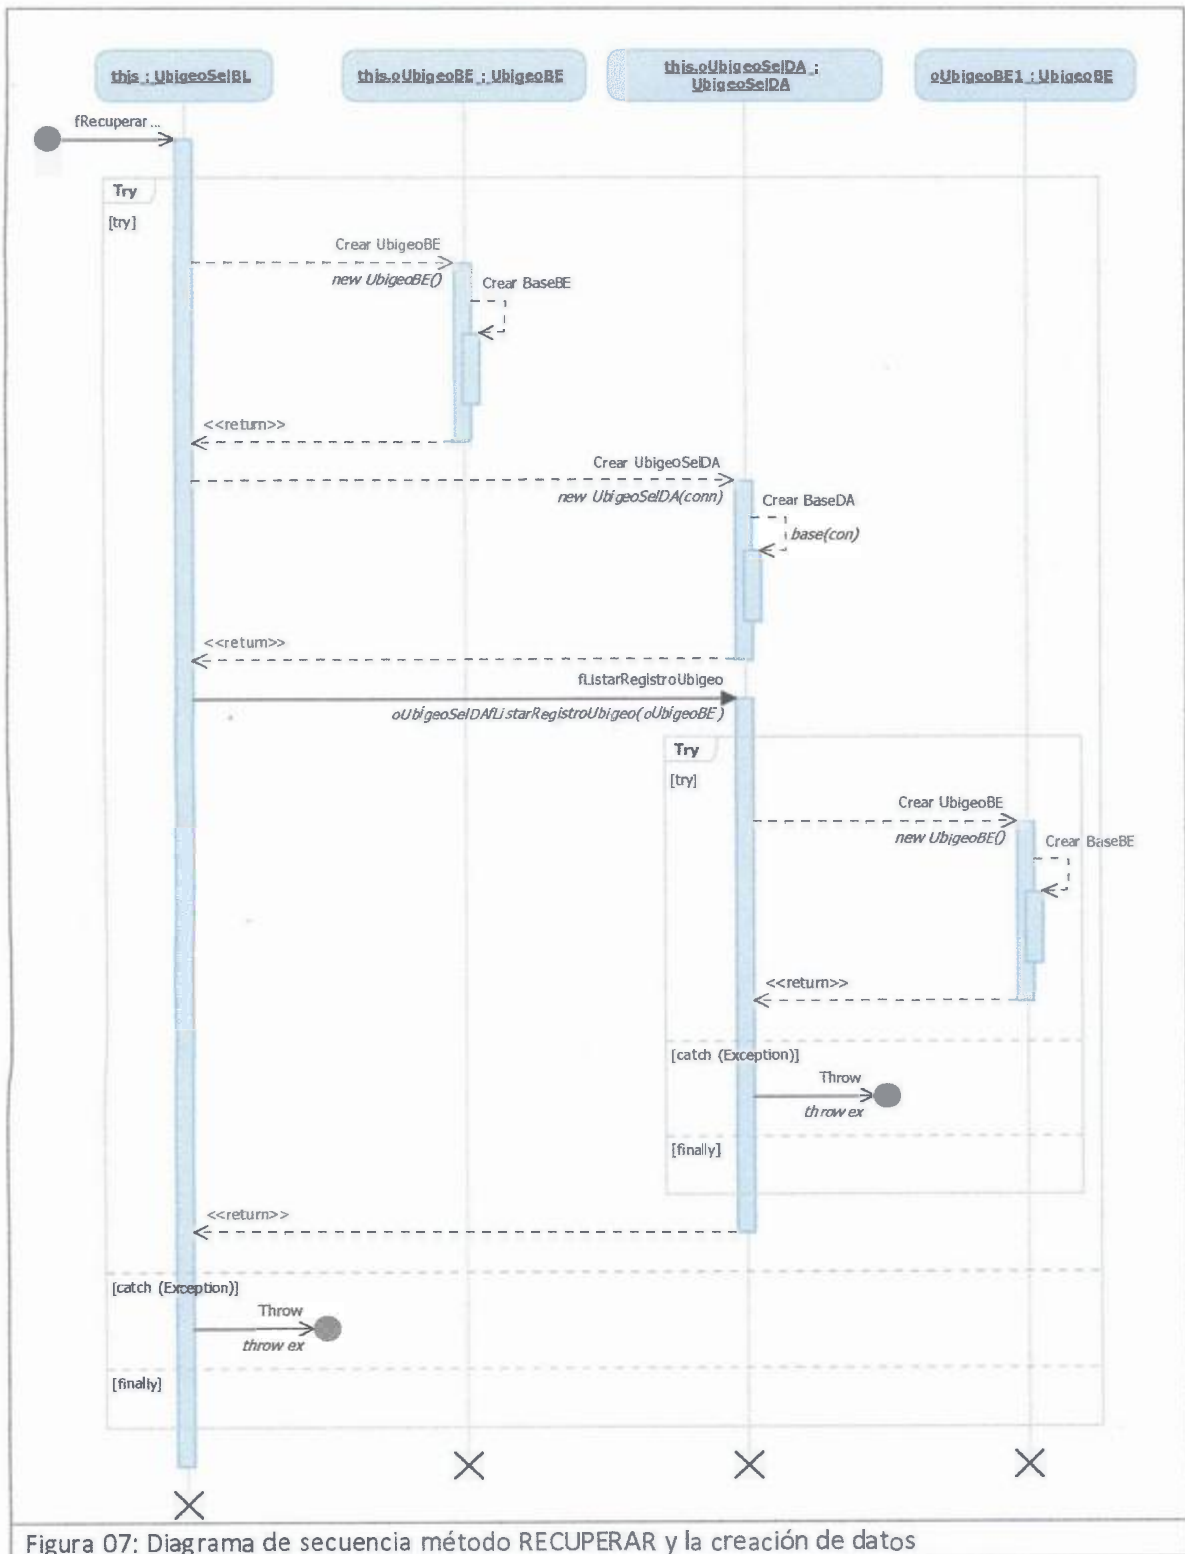 this : UbigeoSelBL
this.oUbigeoBE : UbigeoBE
this.oUbigeoSelDA :
UbigeoSelDA
oUbigeoBE1 : UbigeoBE
fRecuperar...
Try
[try]
Crear UbigeoBE
new UbigeoBE()
Crear BaseBE
<<return>>
Crear UbigeoSelDA
new UbigeoSelDA(conn)
Crear BaseDA
base(con)
<<return>>
fListarRegistroUbigeo
oUbigeoSelDAfListarRegistroUbigeo(oUbigeoBE)
Try
[try]
Crear UbigeoBE
new UbigeoBE()
Crear BaseBE
<<return>>
[catch (Exception)]
Throw
throw ex
[finally]
<<return>>
[catch (Exception)]
Throw
throw ex
[finally]
Figura 07: Diagrama de secuencia método RECUPERAR y la creación de datos